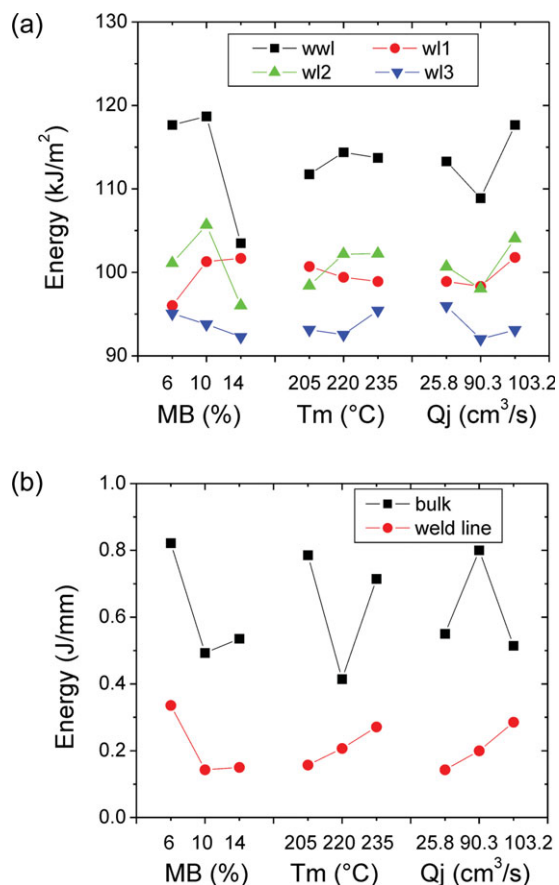 (a)
130
120
110
100
90
Energy (kJ/m²)
wwl wl1
wl2 wl3
6 10 14 205 220 235 25.8 90.3 103.2
MB (%) Tm (°C) Qj (cm³/s)
(b)
1.0
0.8
0.6
0.4
0.2
0.0
Energy (J/mm)
bulk
weld line
6 10 14 205 220 235 25.8 90.3 103.2
MB (%) Tm (°C) Qj (cm³/s)